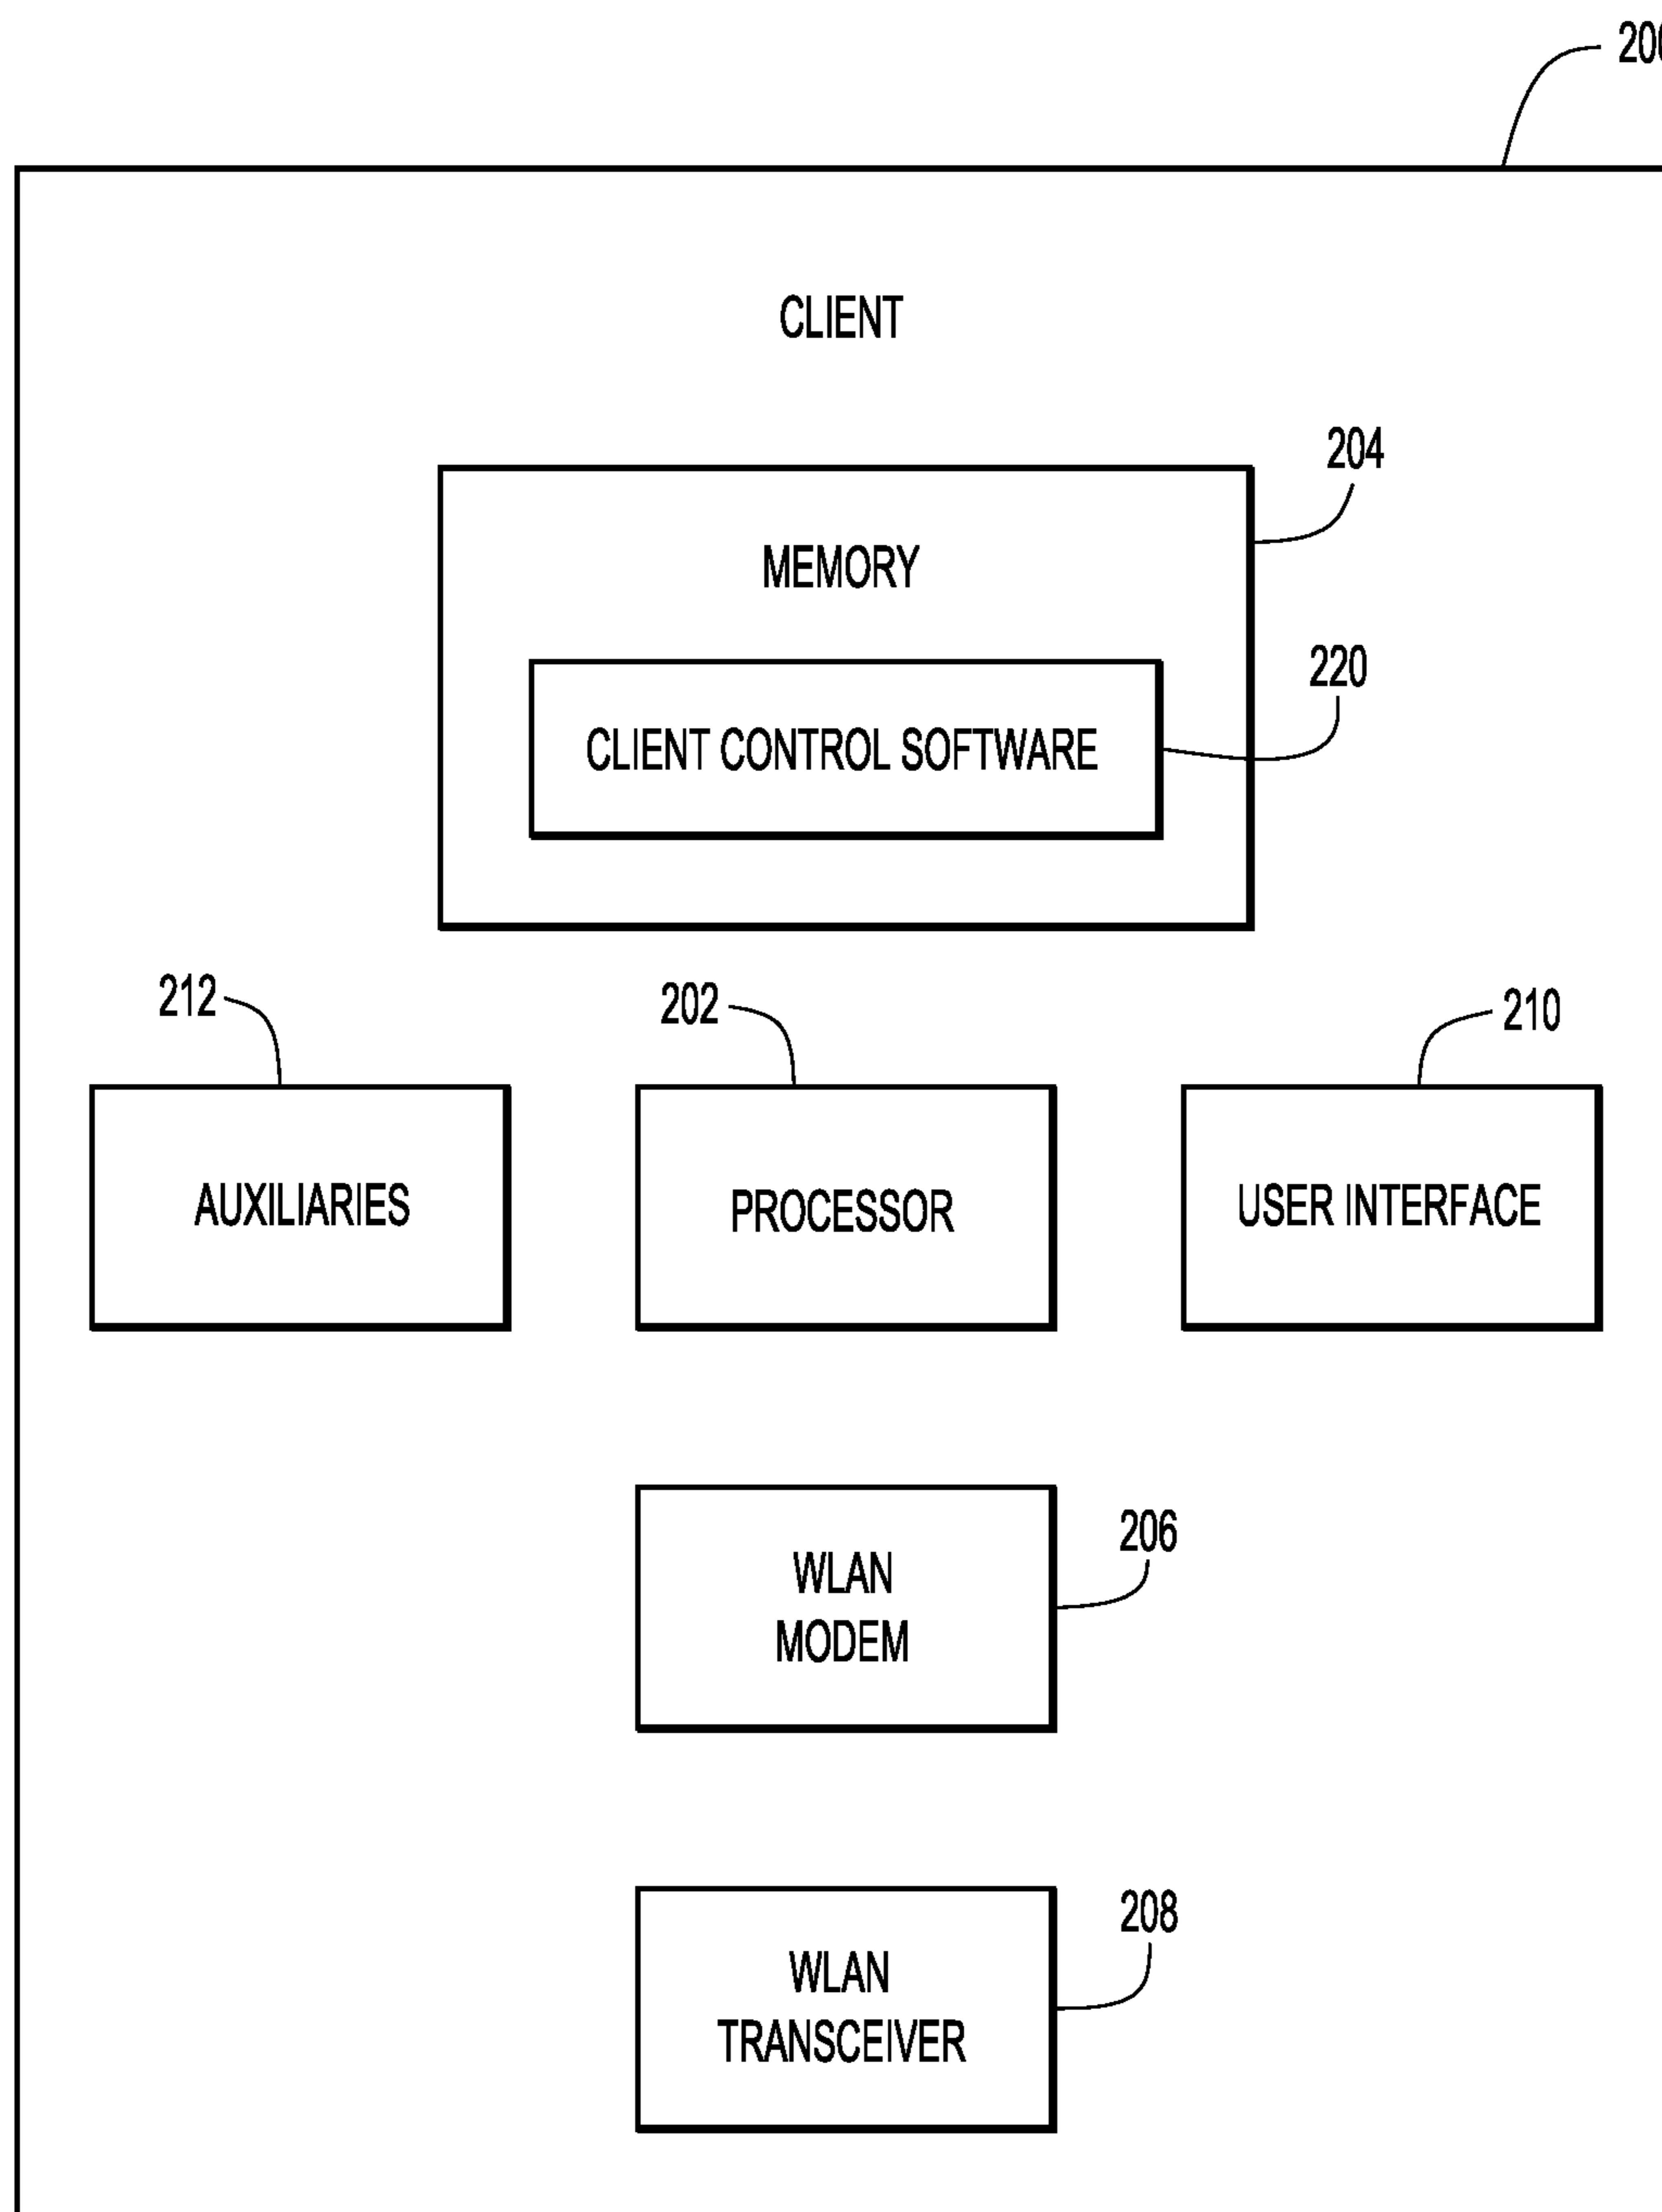 200
CLIENT
204
MEMORY
220
CLIENT CONTROL SOFTWARE
212
202
210
AUXILIARIES
PROCESSOR
USER INTERFACE
206
WLAN
MODEM
208
WLAN
TRANSCEIVER